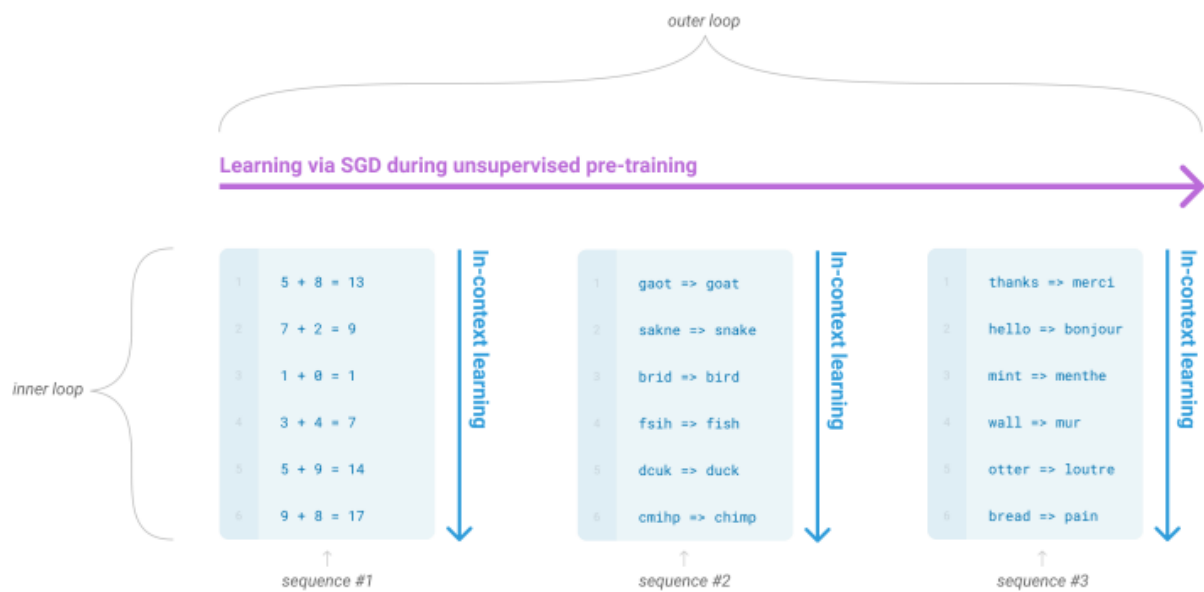 outer loop
Learning via SGD during unsupervised pre-training
inner loop
1 5 + 8 = 13
2 7 + 2 = 9
3 1 + 0 = 1
4 3 + 4 = 7
5 5 + 9 = 14
6 9 + 8 = 17
In-context learning
sequence #1
1 gaot => goat
2 sakne => snake
3 brid => bird
4 fsih => fish
5 dcuk => duck
6 cmihp => chimp
In-context learning
sequence #2
1 thanks => merci
2 hello => bonjour
3 mint => menthe
4 wall => mur
5 otter => loutre
6 bread => pain
In-context learning
sequence #3